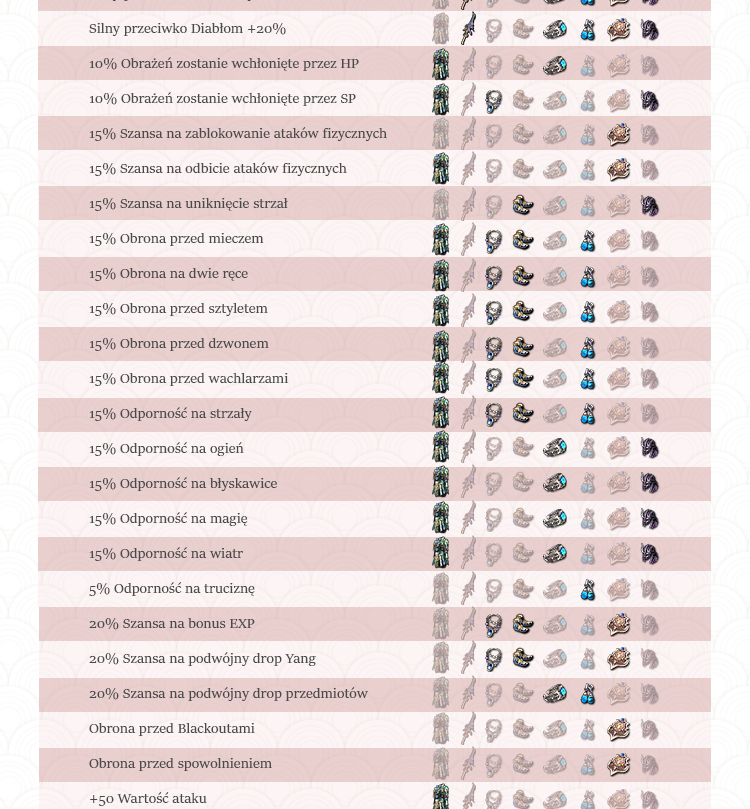 Silny przeciwko Diabłom +20%
10% Obrażeń zostanie wchłonięte przez HP
10% Obrażeń zostanie wchłonięte przez SP
15% Szansa na zablokowanie ataków fizycznych
15% Szansa na odbicie ataków fizycznych
15% Szansa na uniknięcie strzał
15% Obrona przed mieczem
15% Obrona na dwie ręce
15% Obrona przed sztyletem
15% Obrona przed dzwonem
15% Obrona przed wachlarzami
15% Odporność na strzały
15% Odporność na ogień
15% Odporność na błyskawice
15% Odporność na magię
15% Odporność na wiatr
5% Odporność na truciznę
20% Szansa na bonus EXP
20% Szansa na podwójny drop Yang
20% Szansa na podwójny drop przedmiotów
Obrona przed Blackoutami
Obrona przed spowolnieniem
+50 Wartość ataku